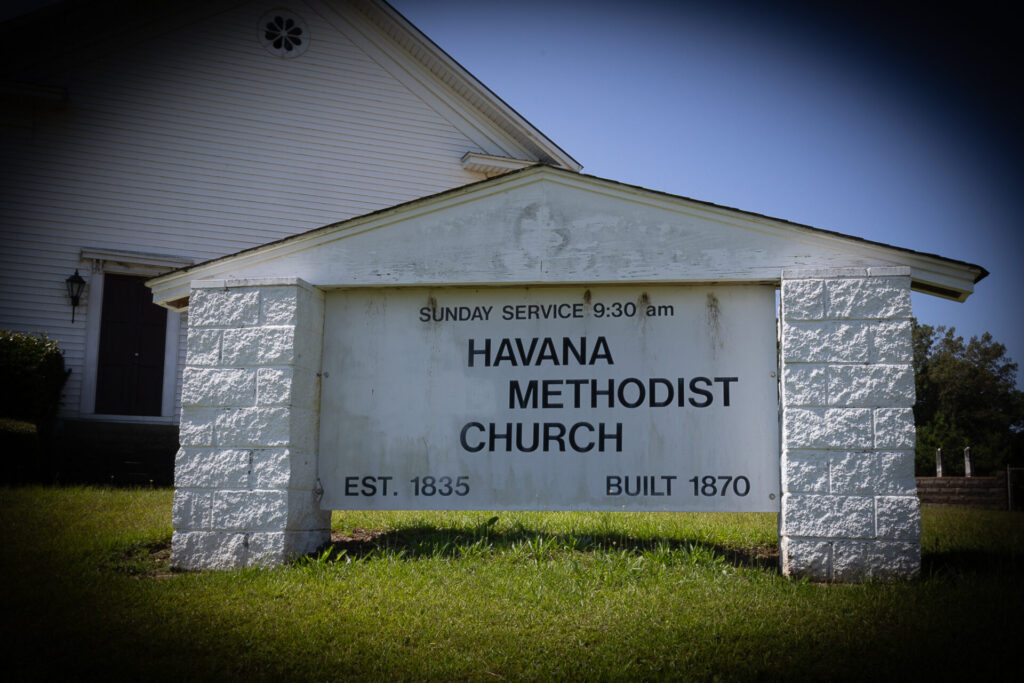 SUNDAY SERVICE 9:30 am
HAVANA
METHODIST
CHURCH
EST. 1835 BUILT 1870